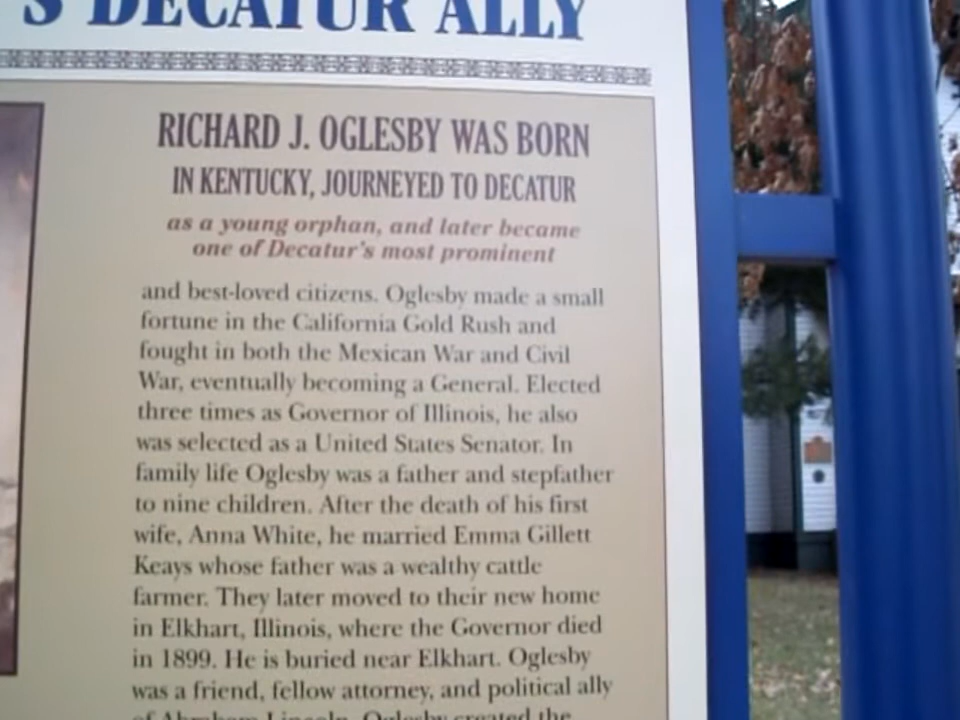 'S DECATUR ALLY
RICHARD J. OGLESBY WAS BORN
IN KENTUCKY, JOURNEYED TO DECATUR
as a young orphan, and later became
one of Decatur's most prominent
and best-loved citizens. Oglesby made a small
fortune in the California Gold Rush and
fought in both the Mexican War and Civil
War, eventually becoming a General. Elected
three times as Governor of Illinois, he also
was selected as a United States Senator. In
family life Oglesby was a father and stepfather
to nine children. After the death of his first
wife, Anna White, he married Emma Gillett
Keays whose father was a wealthy cattle
farmer. They later moved to their new home
in Elkhart, Illinois, where the Governor died
in 1899. He is buried near Elkhart. Oglesby
was a friend, fellow attorney, and political ally
of Abraham Lincoln. Oglesby created the